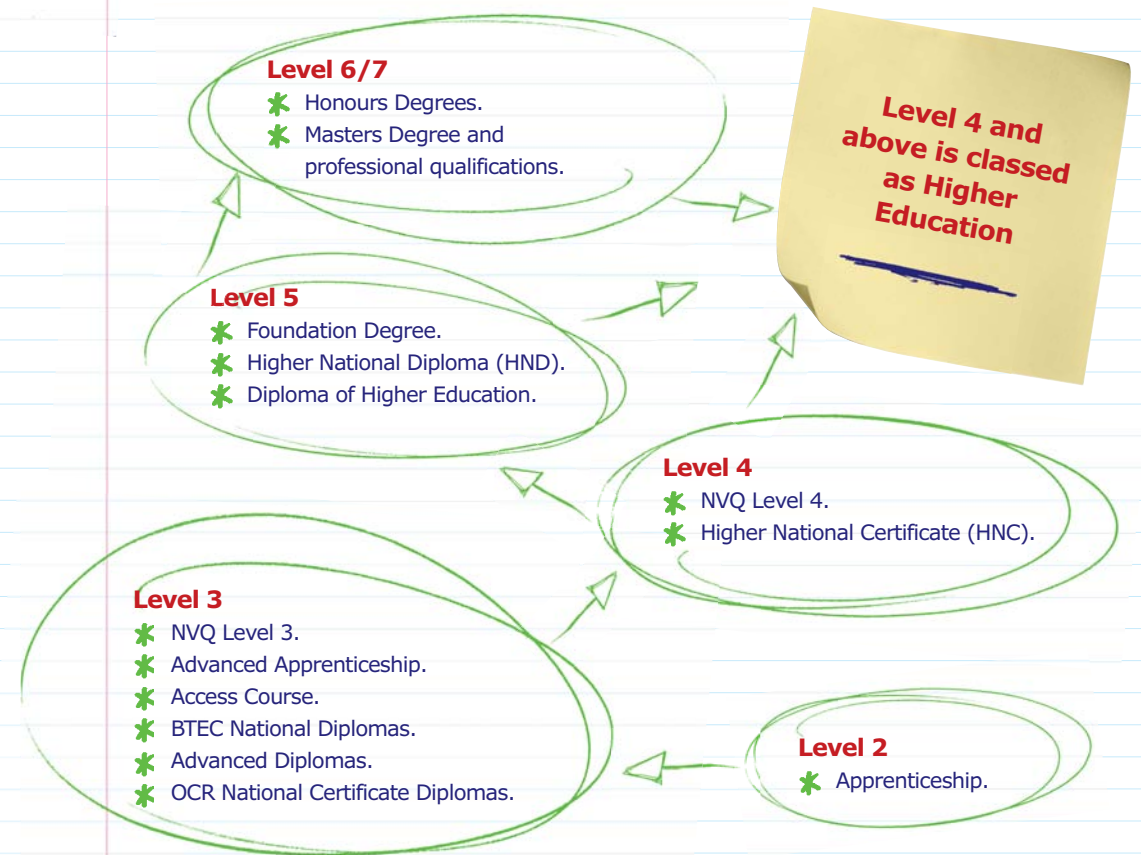 Level 6/7
Honours Degrees.
Masters Degree and
professional qualifications.
Level 4 and
above is classed
as Higher
Education
Level 5
Foundation Degree.
Higher National Diploma (HND).
Diploma of Higher Education.
Level 4
NVQ Level 4.
Higher National Certificate (HNC).
Level 3
NVQ Level 3.
Advanced Apprenticeship.
Access Course.
BTEC National Diplomas.
Advanced Diplomas.
OCR National Certificate Diplomas.
Level 2
Apprenticeship.